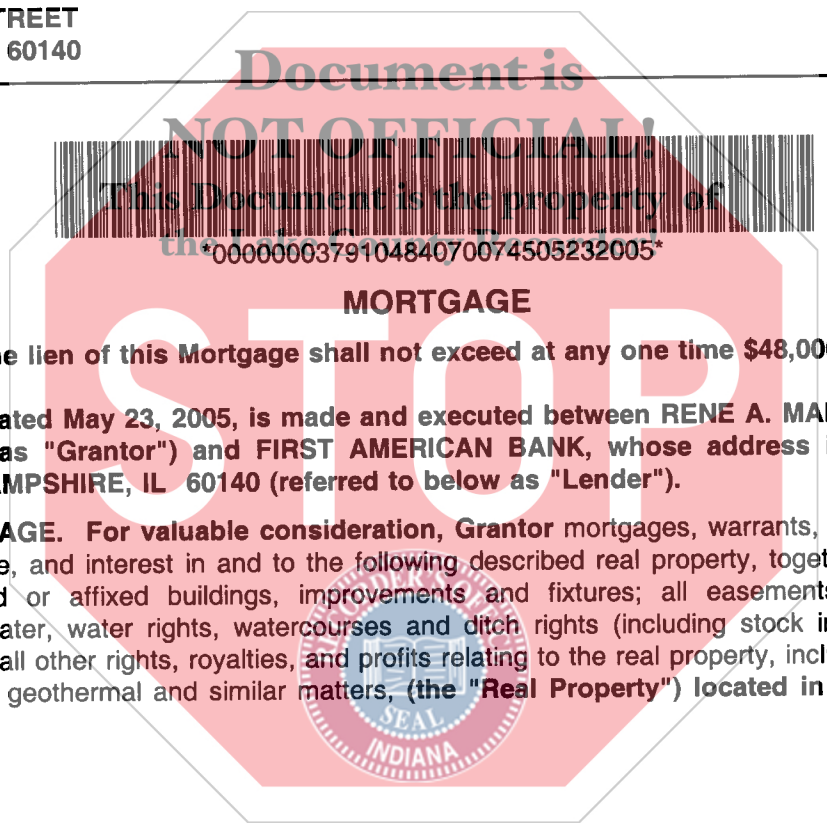 TREET
60140
Document is
NOT OFFICIAL!
This Document is the property of
the Lake County Recorder!
*000000037910484070074505232005*
MORTGAGE
e lien of this Mortgage shall not exceed at any one time $48,00
ated May 23, 2005, is made and executed between RENE A. MA
as "Grantor") and FIRST AMERICAN BANK, whose address i
AMPSHIRE, IL 60140 (referred to below as "Lender").
AGE. For valuable consideration, Grantor mortgages, warrants,
e, and interest in and to the following described real property, toget
d or affixed buildings, improvements and fixtures; all easements
ater, water rights, watercourses and ditch rights (including stock i
all other rights, royalties, and profits relating to the real property, incl
geothermal and similar matters, (the "Real Property") located in
STOP
RECORDER'S OFFICE
SEAL
INDIANA